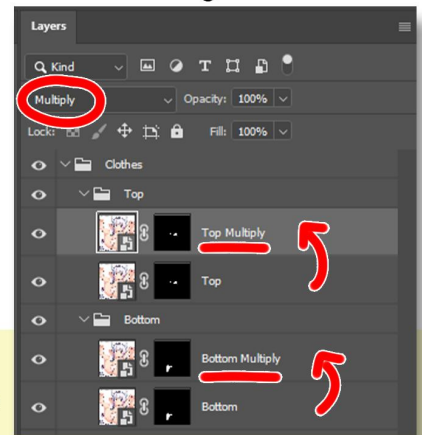 Layers
Kind
Multiply Opacity: 100%
Lock: Fill: 100%
Clothes
Top
Top Multiply
Top
Bottom
Bottom Multiply
Bottom